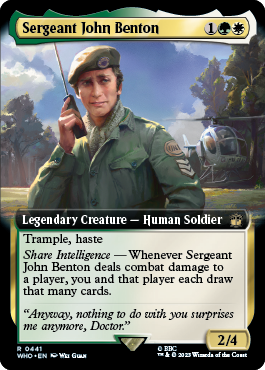 Sergeant John Benton 1
Legendary Creature — Human Soldier
Trample, haste
Share Intelligence — Whenever Sergeant
John Benton deals combat damage to
a player, you and that player each draw
that many cards.
“Anyway, nothing to do with you surprises
me anymore, Doctor.”
2/4
R 0441
WHO • EN Wei Guan
© BBC
™ & © 2023 Wizards of the Coast